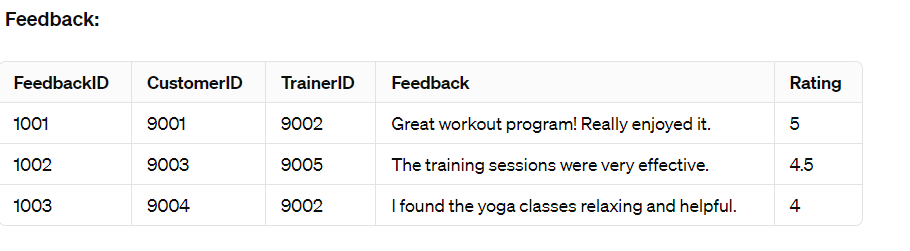 Feedback:
FeedbackID CustomerID TrainerID Feedback Rating
1001 9001 9002 Great workout program! Really enjoyed it. 5
1002 9003 9005 The training sessions were very effective. 4.5
1003 9004 9002 I found the yoga classes relaxing and helpful. 4